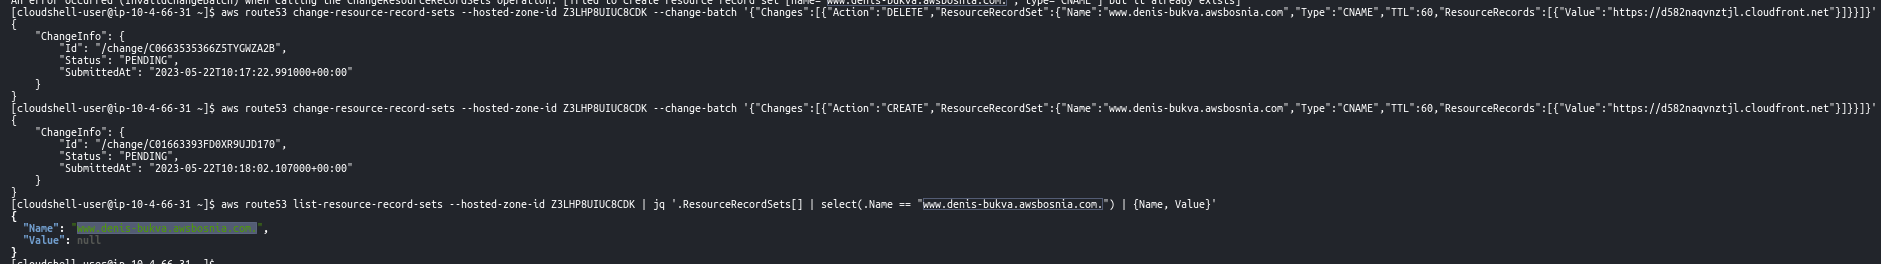 An error occurred (InvalidChangeBatch) when calling the ChangeResourceRecordSets operation: [Tried to create resource record set [name='www.denis-bukva.awsbosnia.com.', type='CNAME'] but it already exists]
[cloudshell-user@ip-10-4-66-31 ~]$ aws route53 change-resource-record-sets --hosted-zone-id Z3LHP8UIUC8CDK --change-batch '{"Changes":[{"Action":"DELETE","ResourceRecordSet":{"Name":"www.denis-bukva.awsbosnia.com","Type":"CNAME","TTL":60,"ResourceRecords":[{"Value":"https://d582naqvnztjl.cloudfront.net"}]}}]}'
{
    "ChangeInfo": {
        "Id": "/change/C0663535366Z5TYGWZA2B",
        "Status": "PENDING",
        "SubmittedAt": "2023-05-22T10:17:22.991000+00:00"
    }
}
[cloudshell-user@ip-10-4-66-31 ~]$ aws route53 change-resource-record-sets --hosted-zone-id Z3LHP8UIUC8CDK --change-batch '{"Changes":[{"Action":"CREATE","ResourceRecordSet":{"Name":"www.denis-bukva.awsbosnia.com","Type":"CNAME","TTL":60,"ResourceRecords":[{"Value":"https://d582naqvnztjl.cloudfront.net"}]}}]}'
{
    "ChangeInfo": {
        "Id": "/change/C01663393FD0XR9UJD170",
        "Status": "PENDING",
        "SubmittedAt": "2023-05-22T10:18:02.107000+00:00"
    }
}
[cloudshell-user@ip-10-4-66-31 ~]$ aws route53 list-resource-record-sets --hosted-zone-id Z3LHP8UIUC8CDK | jq '.ResourceRecordSets[] | select(.Name == "www.denis-bukva.awsbosnia.com.") | {Name, Value}'
{
  "Name": "www.denis-bukva.awsbosnia.com.",
  "Value": null
}
[cloudshell-user@ip-10-4-66-31 ~]$